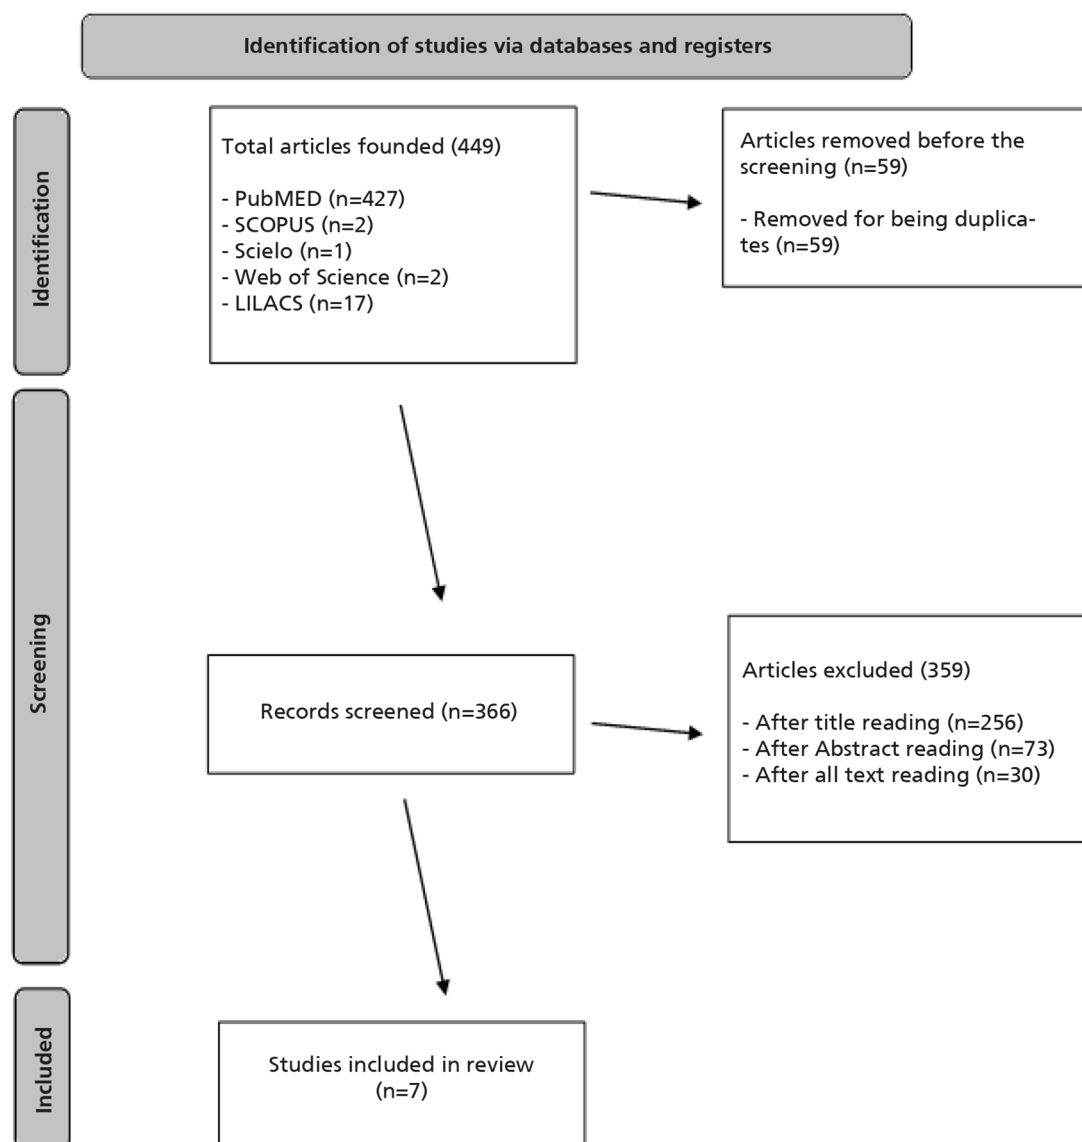 Identification of studies via databases and registers
Identification
Total articles founded (449)
- PubMED (n=427)
- SCOPUS (n=2)
- Scielo (n=1)
- Web of Science (n=2)
- LILACS (n=17)
Articles removed before the
screening (n=59)
- Removed for being duplica-
tes (n=59)
Screening
Records screened (n=366)
Articles excluded (359)
- After title reading (n=256)
- After Abstract reading (n=73)
- After all text reading (n=30)
Included
Studies included in review
(n=7)